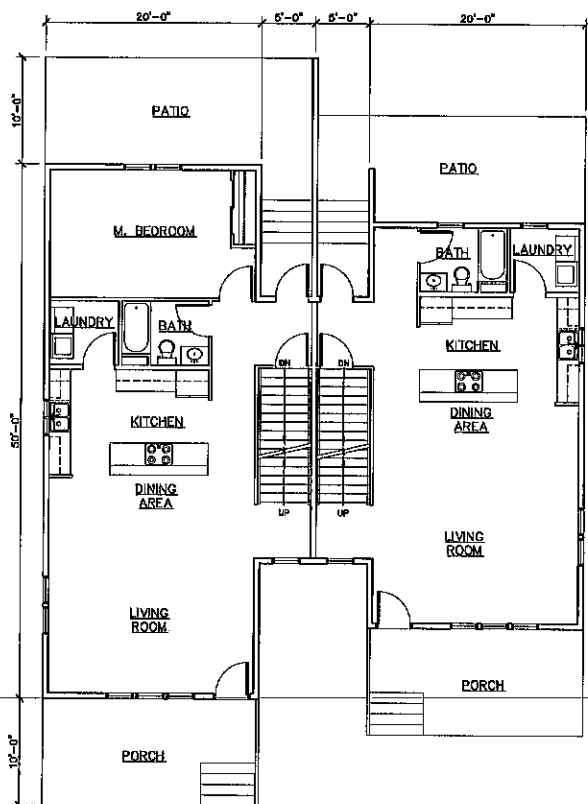 20'-0"
5'-0"
5'-0"
20'-0"
10'-0"
PATIO
PATIO
M. BEDROOM
BATH
LAUNDRY
LAUNDRY
BATH
KITCHEN
DN
DN
KITCHEN
DINING
AREA
50'-0"
DINING
AREA
UP
UP
LIVING
ROOM
LIVING
ROOM
PORCH
10'-0"
PORCH